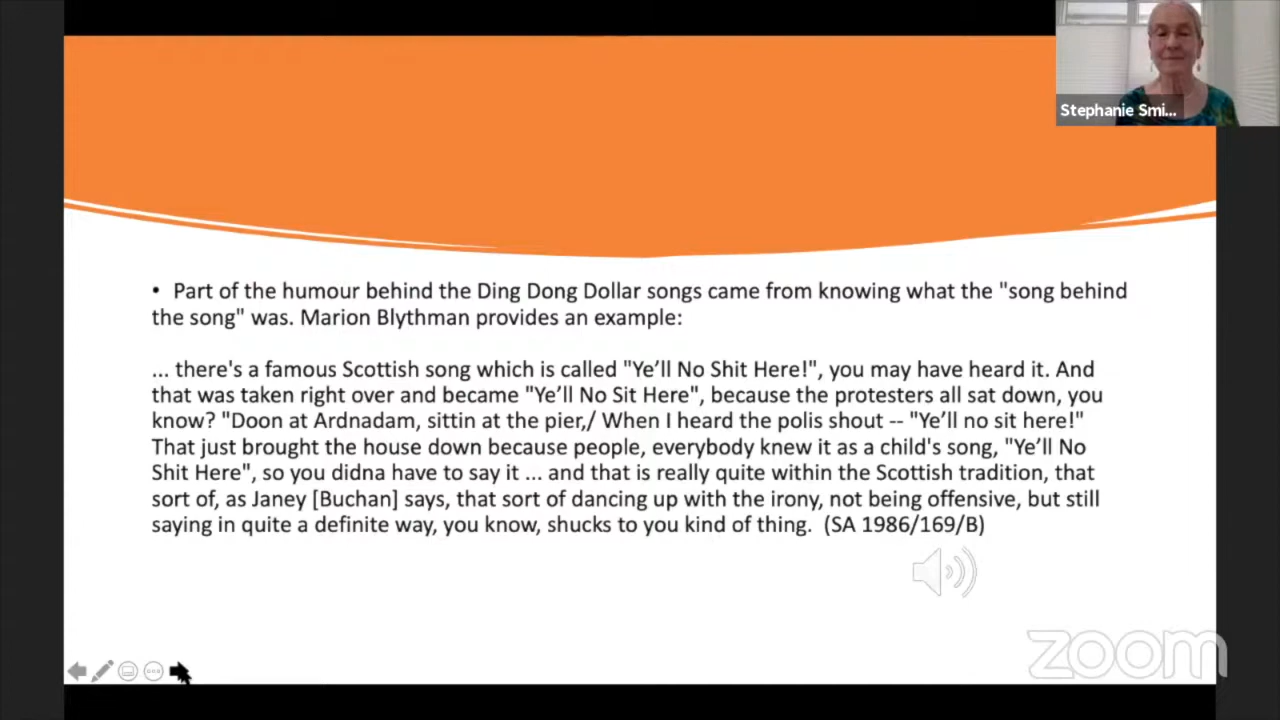 Stephanie Smi...
• Part of the humour behind the Ding Dong Dollar songs came from knowing what the "song behind
the song" was. Marion Blythman provides an example:
... there's a famous Scottish song which is called "Ye’ll No Shit Here!", you may have heard it. And
that was taken right over and became "Ye’ll No Sit Here", because the protesters all sat down, you
know? "Doon at Ardnadam, sittin at the pier,/ When I heard the polis shout -- "Ye’ll no sit here!"
That just brought the house down because people, everybody knew it as a child's song, "Ye’ll No
Shit Here", so you didna have to say it ... and that is really quite within the Scottish tradition, that
sort of, as Janey [Buchan] says, that sort of dancing up with the irony, not being offensive, but still
saying in quite a definite way, you know, shucks to you kind of thing. (SA 1986/169/B)
zoom